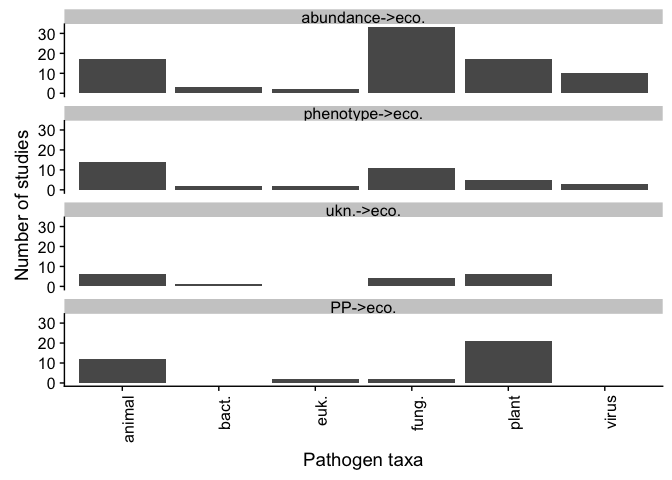 abundance->eco.
30
20
10
0
phenotype->eco.
30
20
10
0
ukn.->eco.
30
20
10
0
PP->eco.
30
20
10
0
Number of studies
animal
bact.
euk.
fung.
plant
virus
Pathogen taxa